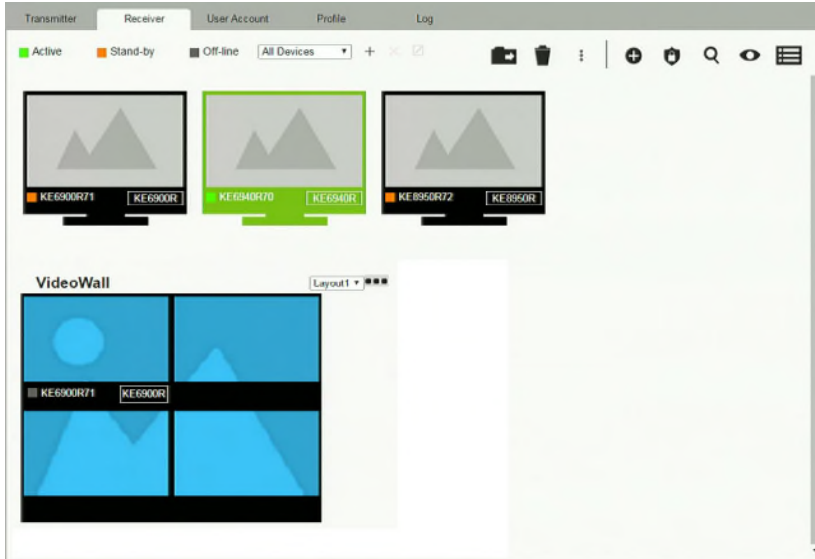 Transmitter Receiver User Account Profile Log
Active Stand-by Off-line All Devices
KE6900R71 KE6900R KE6940R70 KE6940R KE8950R72 KE8950R
VideoWall Layout1
KE6900R71 KE6900R